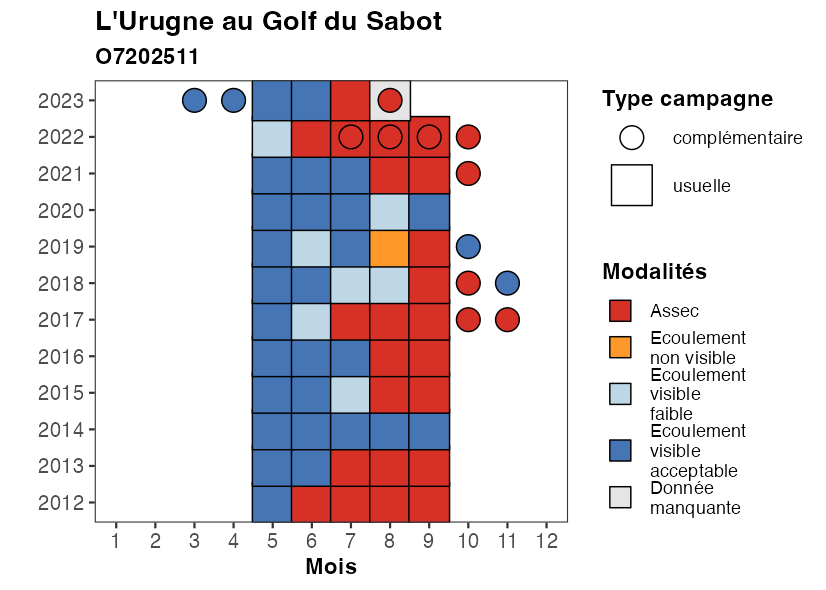 L'Urugne au Golf du Sabot
O7202511
2023
2022
2021
2020
2019
2018
2017
2016
2015
2014
2013
2012
1 2 3 4 5 6 7 8 9 10 11 12
Mois
Type campagne
complémentaire
usuelle
Modalités
Assec
Ecoulement
non visible
Ecoulement
visible
faible
Ecoulement
visible
acceptable
Donnée
manquante